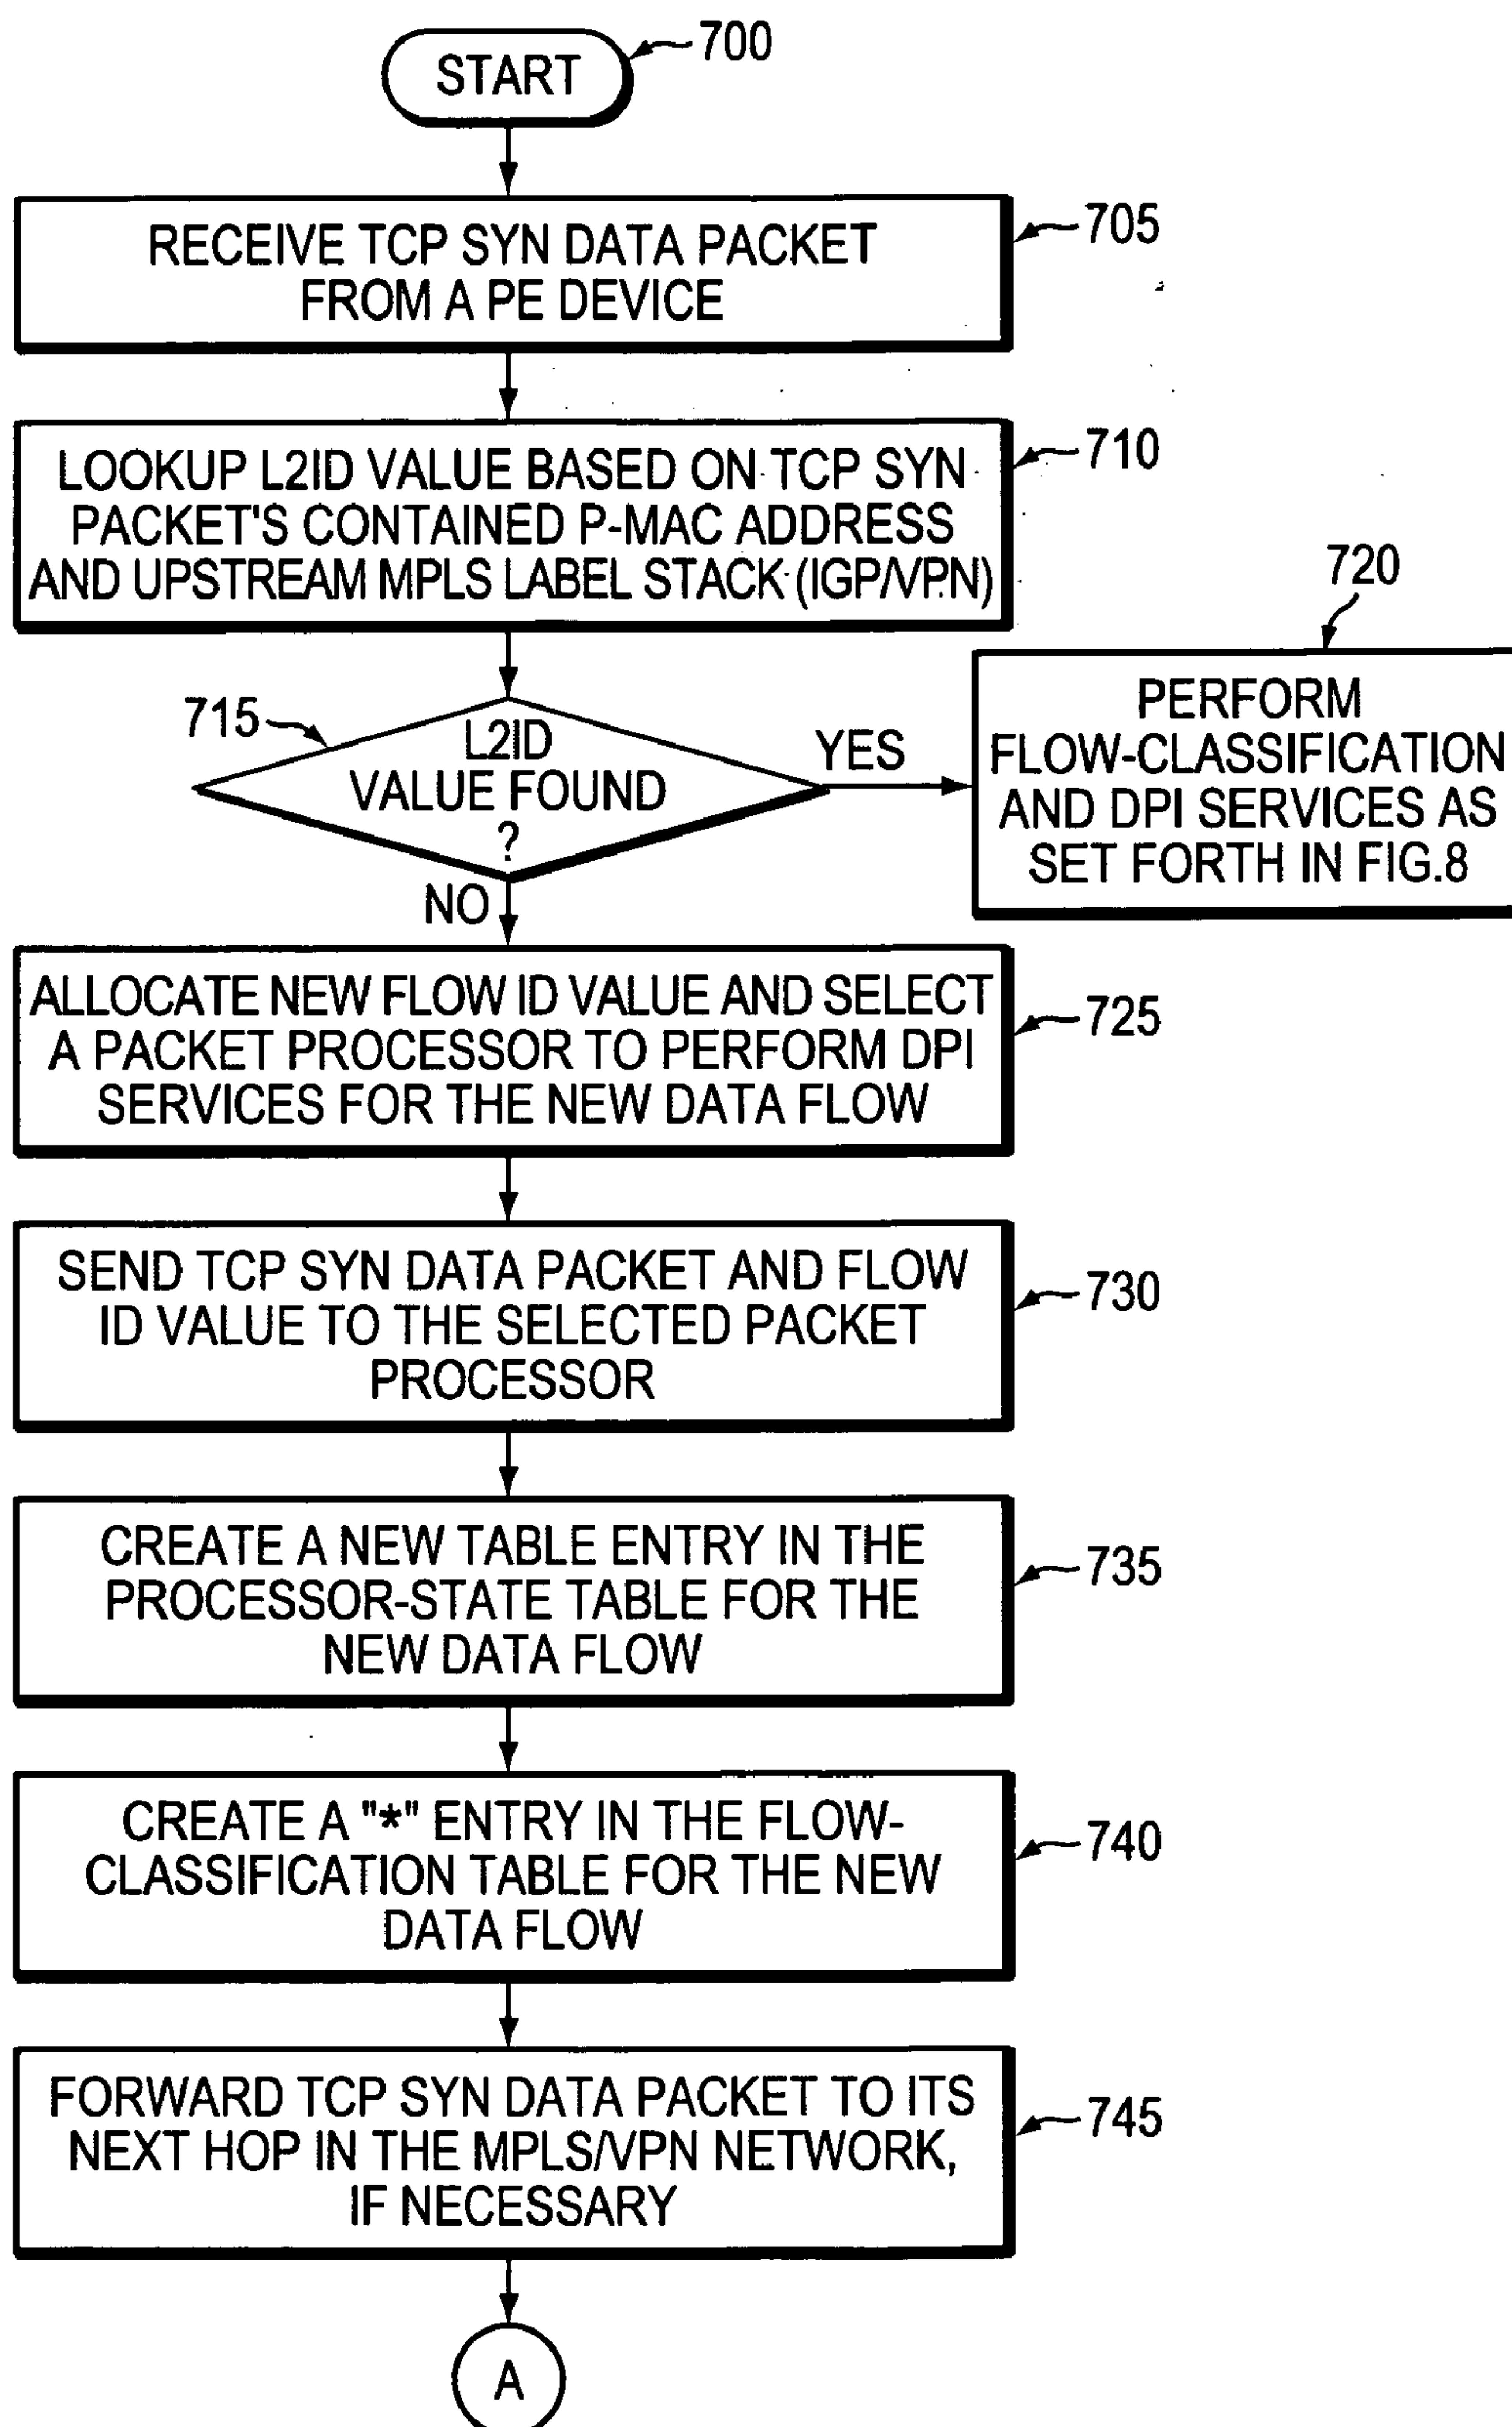 START
700
RECEIVE TCP SYN DATA PACKET
FROM A PE DEVICE
705
LOOKUP L2ID VALUE BASED ON TCP SYN
PACKET'S CONTAINED P-MAC ADDRESS
AND UPSTREAM MPLS LABEL STACK (IGP/VPN)
710
715
L2ID
VALUE FOUND
?
YES
NO
720
PERFORM
FLOW-CLASSIFICATION
AND DPI SERVICES AS
SET FORTH IN FIG.8
ALLOCATE NEW FLOW ID VALUE AND SELECT
A PACKET PROCESSOR TO PERFORM DPI
SERVICES FOR THE NEW DATA FLOW
725
SEND TCP SYN DATA PACKET AND FLOW
ID VALUE TO THE SELECTED PACKET
PROCESSOR
730
CREATE A NEW TABLE ENTRY IN THE
PROCESSOR-STATE TABLE FOR THE
NEW DATA FLOW
735
CREATE A "*" ENTRY IN THE FLOW-
CLASSIFICATION TABLE FOR THE NEW
DATA FLOW
740
FORWARD TCP SYN DATA PACKET TO ITS
NEXT HOP IN THE MPLS/VPN NETWORK,
IF NECESSARY
745
A